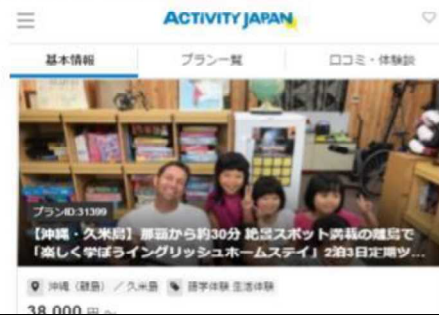 ACTIVITY JAPAN
基本情報 プラン一覧 口コミ・体験談
プランID:31399
【沖縄・久米島】那覇から約30分 絶景スポット満載の離島で
「楽しく学ぼうイングリッシュホームステイ」2泊3日定期ツ...
沖縄（離島）／久米島 語学体験 生活体験
38,000 円